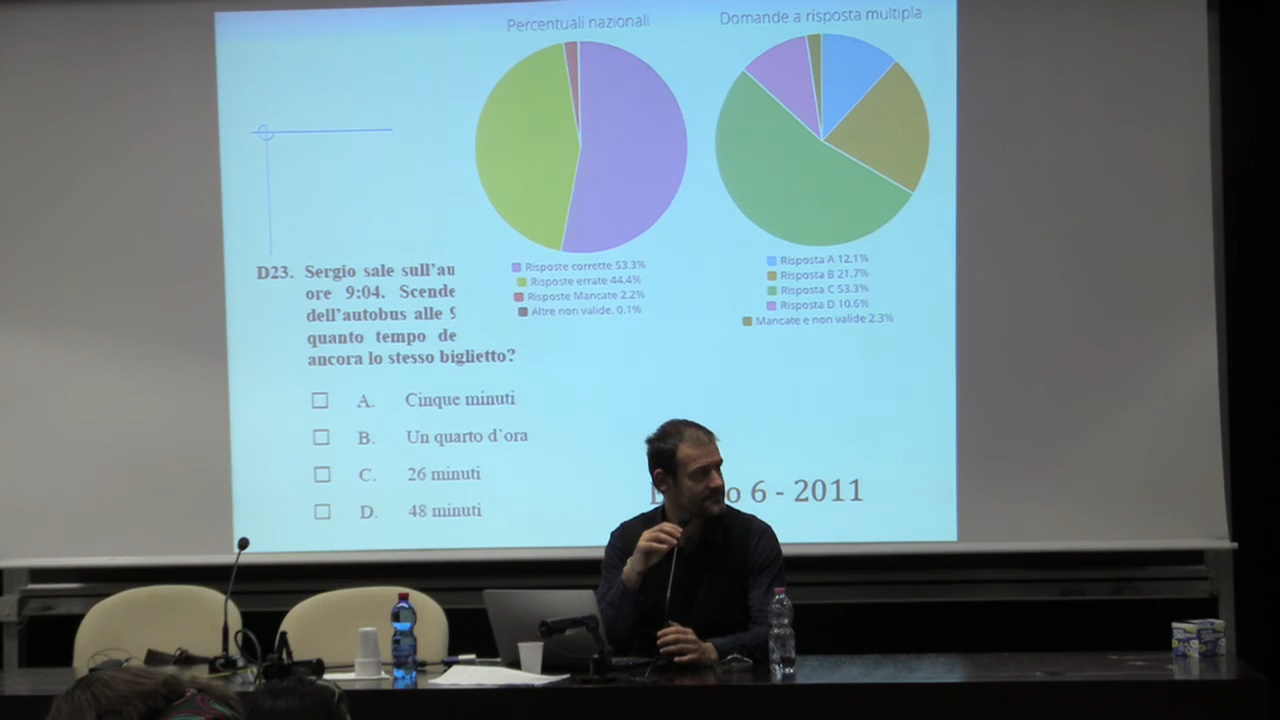 Percentuali nazionali
Risposte corrette 53.3%
Risposte errate 44.4%
Risposte Mancate 2.2%
Altre non valide. 0.1%
Domande a risposta multipla
Risposta A 12.1%
Risposta B 21.7%
Risposta C 53.3%
Risposta D 10.6%
Mancate e non valide 2.3%
D23. Sergio sale sull'au
ore 9:04. Scende
dell'autobus alle 9
quanto tempo de
ancora lo stesso biglietto?
A. Cinque minuti
B. Un quarto d'ora
C. 26 minuti
D. 48 minuti
o 6 - 2011